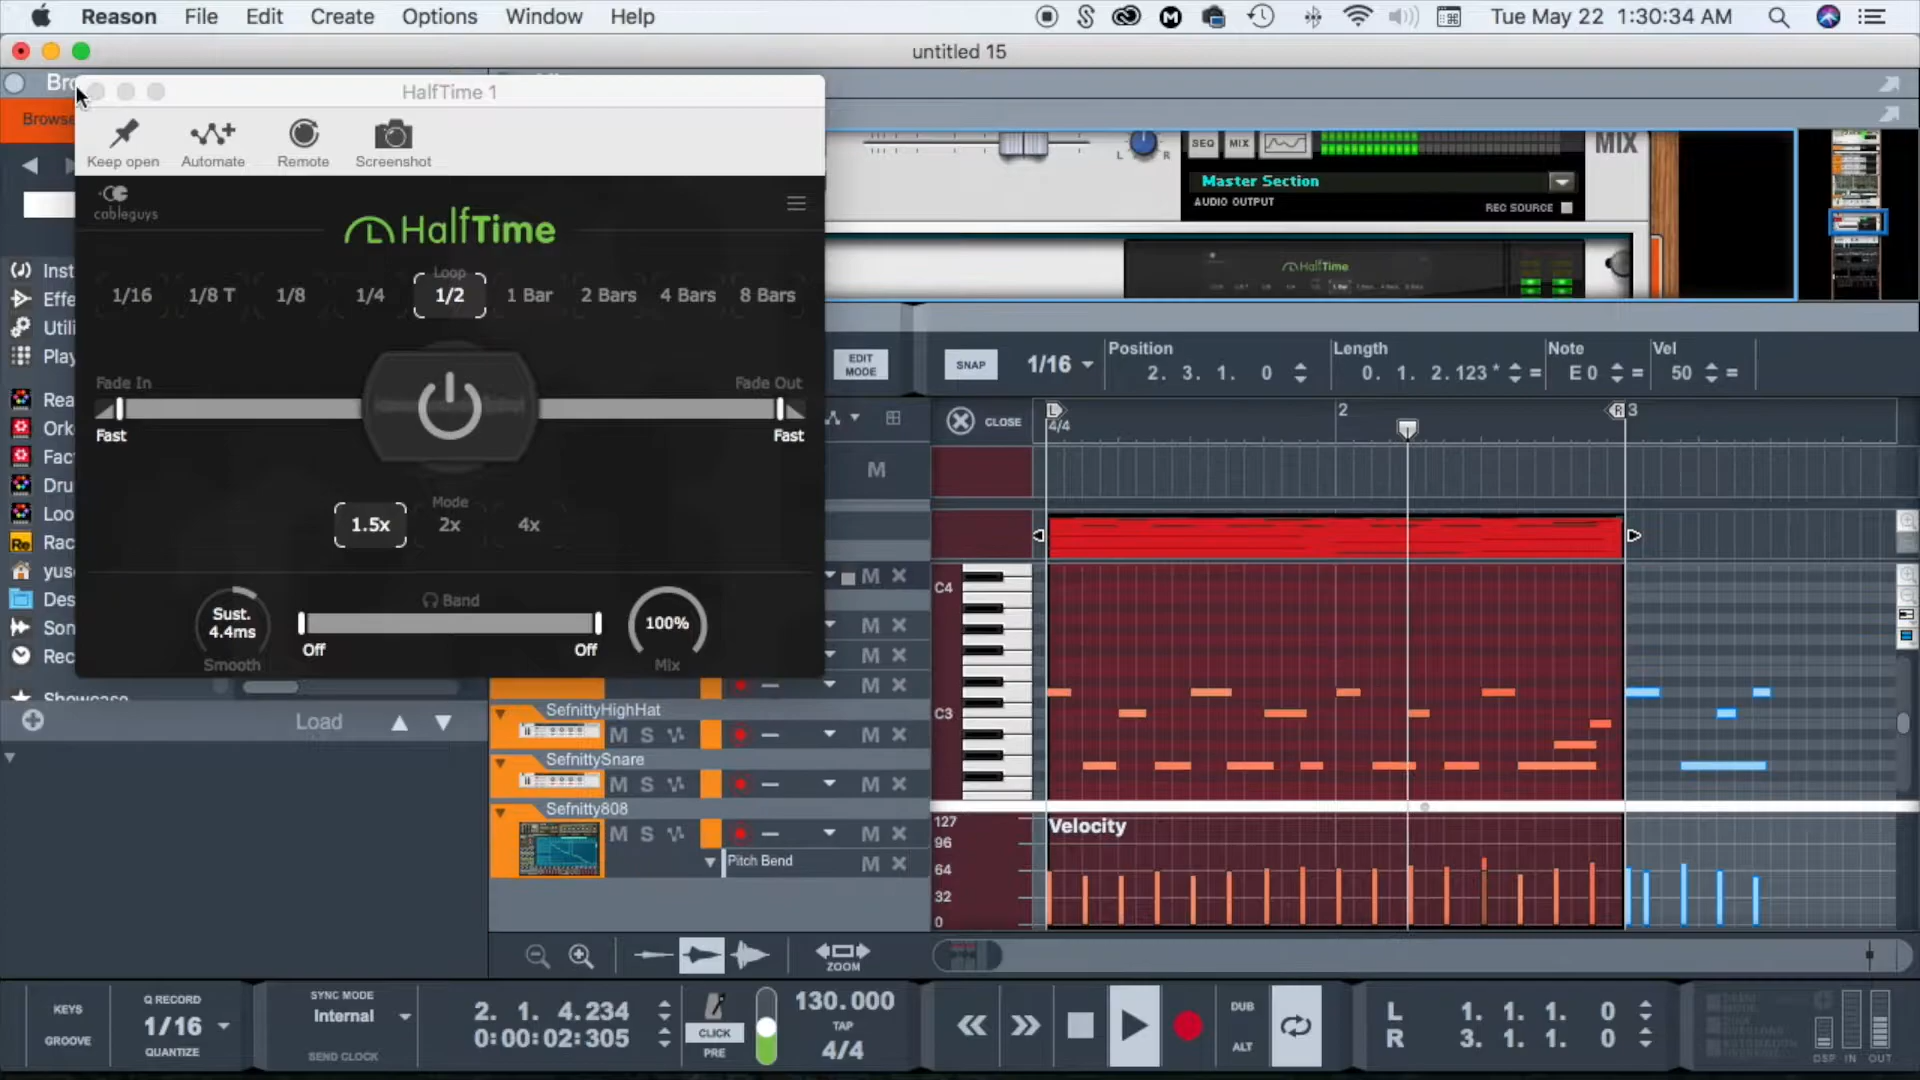 Reason File Edit Create Options Window Help
Tue May 22 1:30:34 AM
untitled 15
Bro
HalfTime 1
Browse
Keep open Automate Remote Screenshot
SEQ MIX
L R
MIX
Master Section
AUDIO OUTPUT
REC SOURCE
cableguys
HalfTime
HalfTime
Loop
1/16 1/8 T 1/8 1/4 1/2 1 Bar 2 Bars 4 Bars 8 Bars
Inst
Effe
Utili
Play
Rea
Ork
Fac
Dru
Loo
Rac
yuse
Des
Son
Rec
Showcase
Fade In Fade Out
Fast Fast
Mode
1.5x 2x 4x
Sust.
4.4ms
Smooth
Band
Off Off
100%
Mix
EDIT
MODE
SNAP 1/16
Position
2. 3. 1. 0
Length
0. 1. 2.123 * =
Note
E 0 =
Vel
50 =
CLOSE
L 2 R 3
4/4
M
M
M
M
M
C4
C3
Load
SefnittyHighHat
M S M
SefnittySnare
M S M
Sefnitty808
M S M
Pitch Bend M
127
96
64
32
0
Velocity
ZOOM
KEYS
GROOVE
Q RECORD
1/16
QUANTIZE
SYNC MODE
Internal
SEND CLOCK
2. 1. 4.234
0:00:02:305
CLICK
PRE
130.000
TAP
4/4
DUB
ALT
L 1. 1. 1. 0
R 3. 1. 1. 0
DSP IN OUT